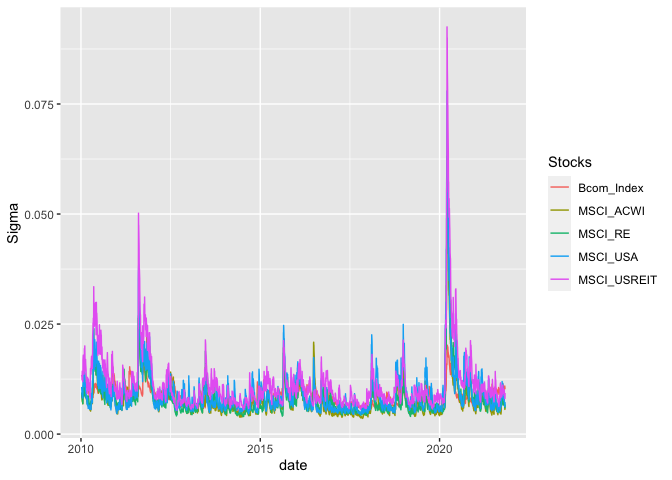 0.075
0.050
0.025
0.000
Sigma
2010
2015
2020
date
Stocks
Bcom_Index
MSCI_ACWI
MSCI_RE
MSCI_USA
MSCI_USREIT